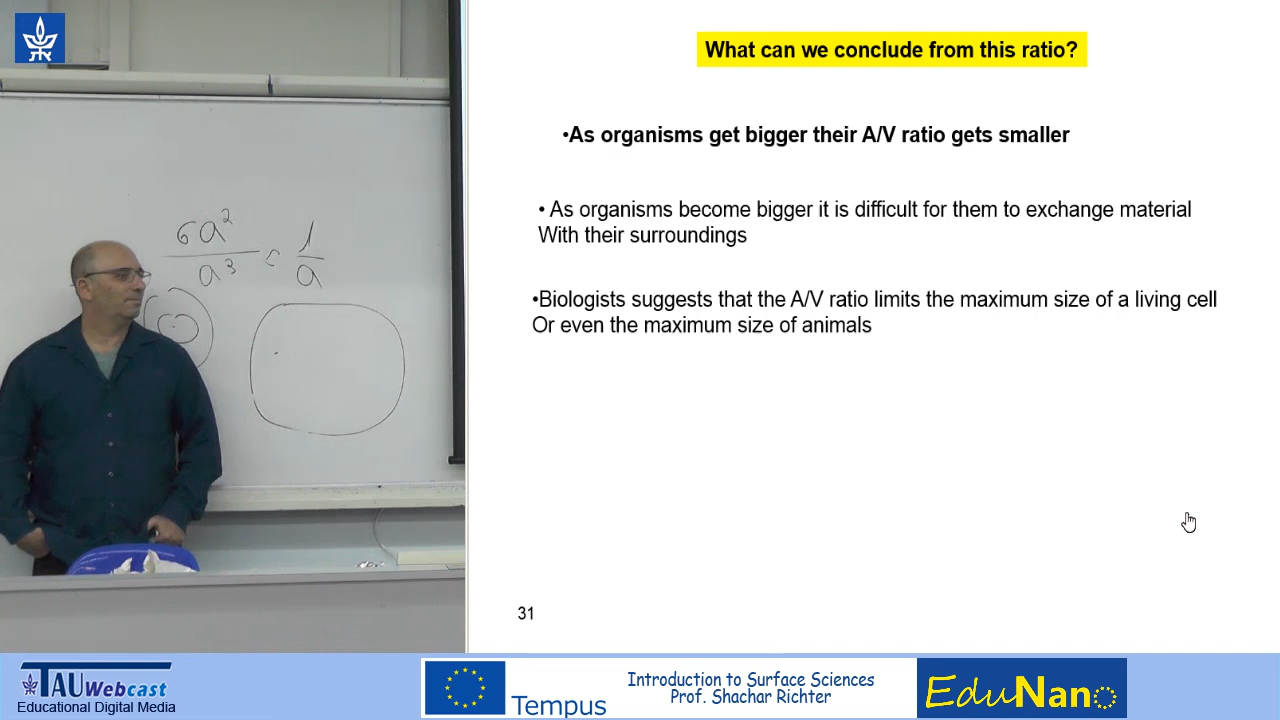 What can we conclude from this ratio?
•As organisms get bigger their A/V ratio gets smaller
• As organisms become bigger it is difficult for them to exchange material
With their surroundings
•Biologists suggests that the A/V ratio limits the maximum size of a living cell
Or even the maximum size of animals
31
6a²
a³
1
a
TAU Webcast
Educational Digital Media
Tempus
Introduction to Surface Sciences
Prof. Shachar Richter
EduNano